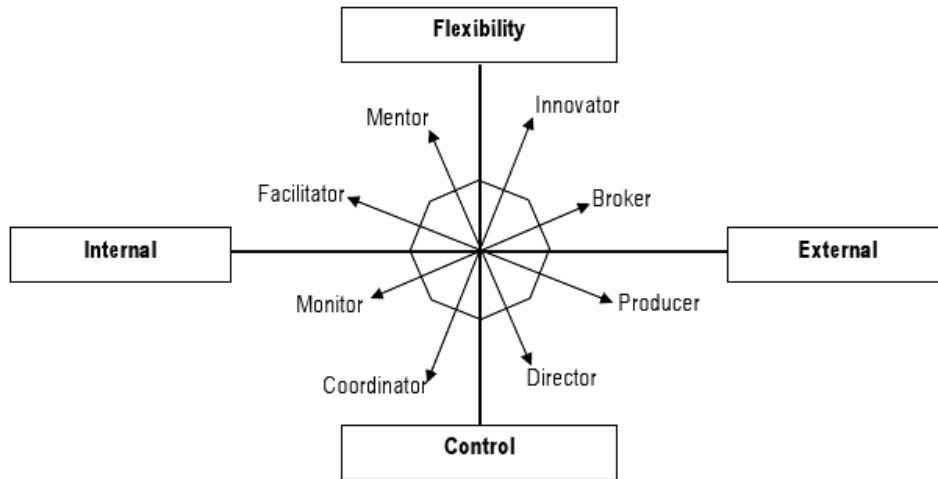 Flexibility
Innovator
Mentor
Facilitator
Broker
Internal
External
Monitor
Producer
Director
Coordinator
Control